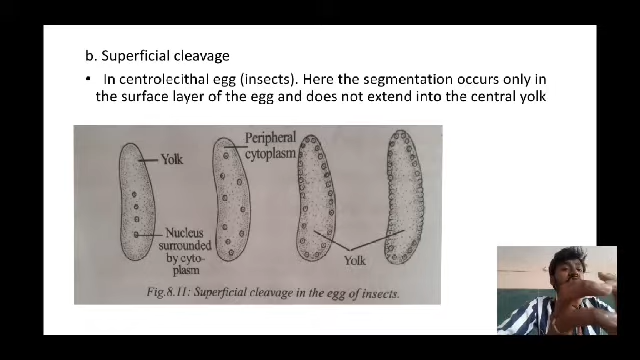 b. Superficial cleavage
• In centrolecithal egg (insects). Here the segmentation occurs only in
the surface layer of the egg and does not extend into the central yolk
Yolk
Peripheral
cytoplasm
Nucleus
surrounded
by cyto-
plasm
Yolk
Fig.8.11: Superficial cleavage in the egg of insects.